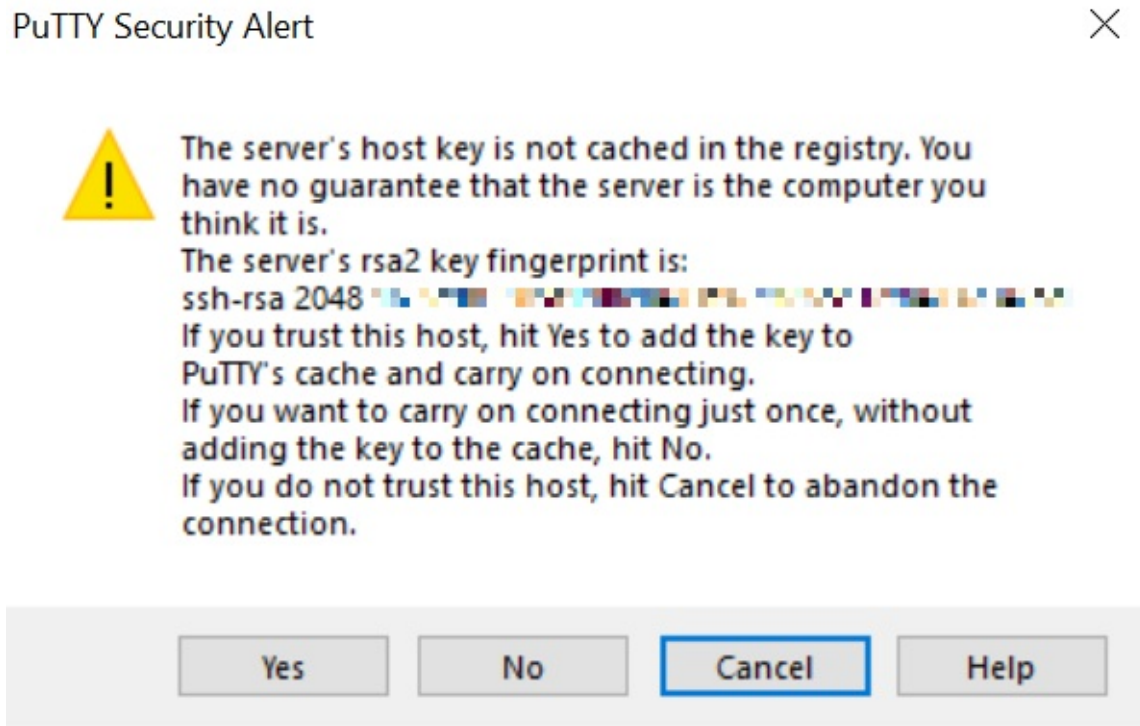 PuTTY Security Alert
The server's host key is not cached in the registry. You
have no guarantee that the server is the computer you
think it is.
The server's rsa2 key fingerprint is:
ssh-rsa 2048
If you trust this host, hit Yes to add the key to
PuTTY's cache and carry on connecting.
If you want to carry on connecting just once, without
adding the key to the cache, hit No.
If you do not trust this host, hit Cancel to abandon the
connection.
Yes No Cancel Help